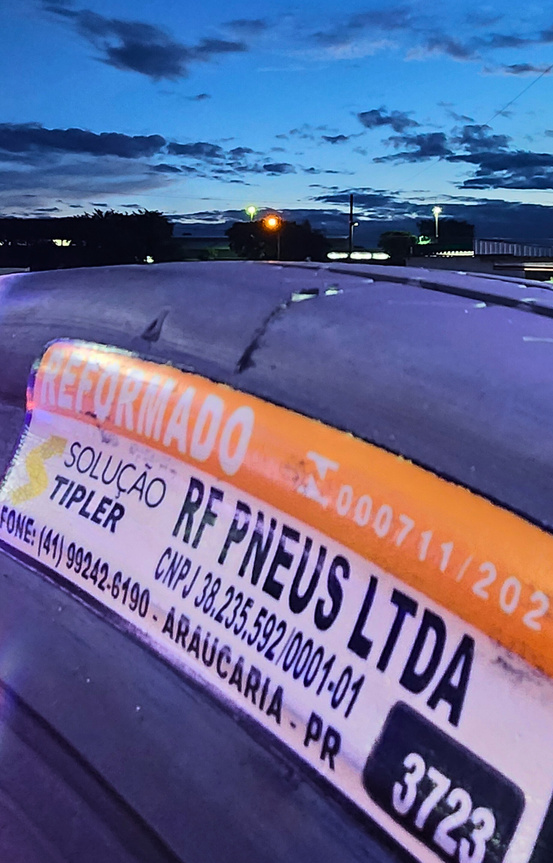 REFORMADO
000711/202
SOLUÇÃO
TIPLER
RF PNEUS LTDA
CNPJ 38.235.592/0001-01
FONE: (41) 99242-6190 - ARAUCARIA - PR
3723